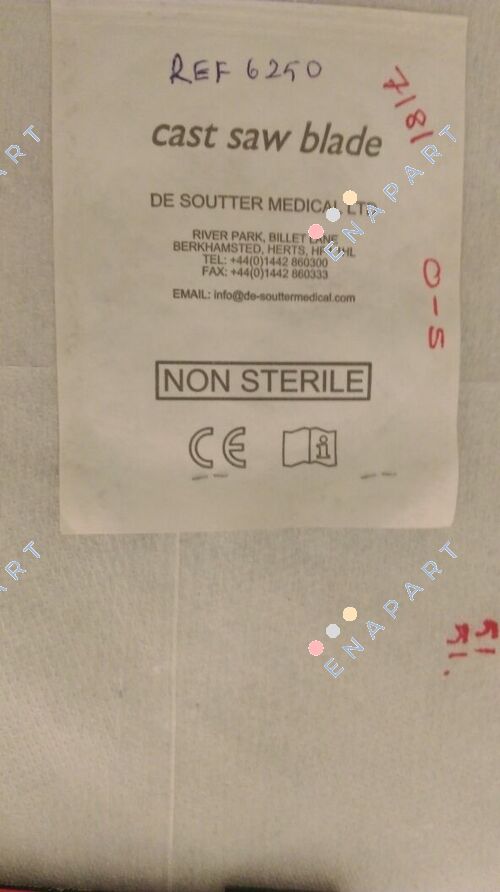 REF 6250
18/7
cast saw blade
DE SOUTTER MEDICAL LTD
RIVER PARK, BILLET LANE
BERKHAMSTED, HERTS,
TEL: +44(0)1442 860300
FAX: +44(0)1442 860333
EMAIL: info@de-souttermedical.com
0-5
NON STERILE
CE
i
ENAPART
ENAPART